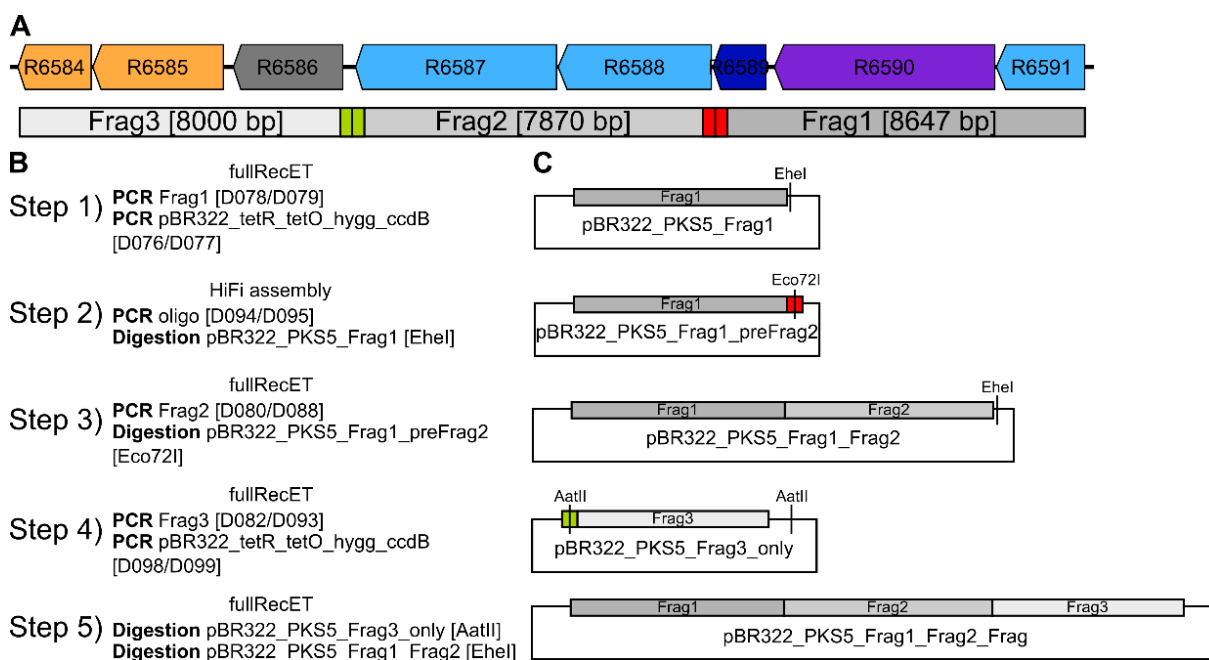 A
R6584 R6585 R6586 R6587 R6588 R6589 R6590 R6591
Frag3 [8000 bp] Frag2 [7870 bp] Frag1 [8647 bp]
B
C
fullRecET
Step 1) PCR Frag1 [D078/D079]
PCR pBR322_tetR_tetO_hygg_ccdB
[D076/D077]
EheI
Frag1
pBR322_PKS5_Frag1
HiFi assembly
Step 2) PCR oligo [D094/D095]
Digestion pBR322_PKS5_Frag1 [EheI]
Eco72I
Frag1
pBR322_PKS5_Frag1_preFrag2
fullRecET
Step 3) PCR Frag2 [D080/D088]
Digestion pBR322_PKS5_Frag1_preFrag2
[Eco72I]
EheI
Frag1 Frag2
pBR322_PKS5_Frag1_Frag2
fullRecET
Step 4) PCR Frag3 [D082/D093]
PCR pBR322_tetR_tetO_hygg_ccdB
[D098/D099]
AatII AatII
Frag3
pBR322_PKS5_Frag3_only
fullRecET
Step 5) Digestion pBR322_PKS5_Frag3_only [AatII]
Digestion pBR322_PKS5_Frag1_Frag2 [EheI]
Frag1 Frag2 Frag3
pBR322_PKS5_Frag1_Frag2_Frag